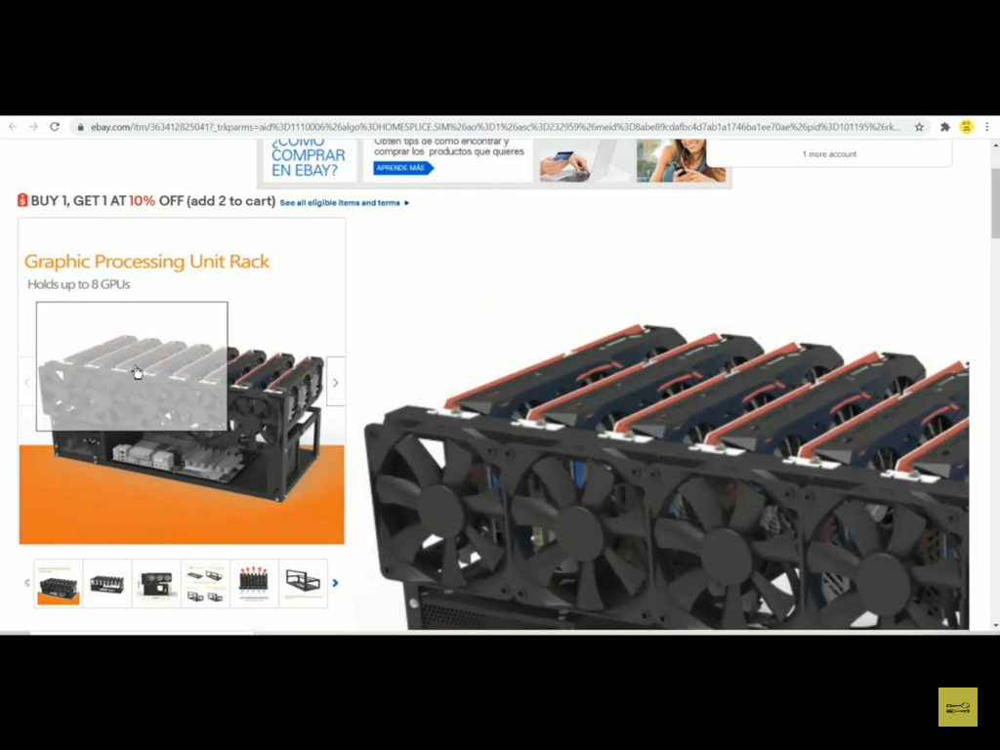 ebay.com/itm/363412825041?_trkparms=aid%3D1110006%26algo%3DHOMESPLICE.SIM%26ao%3D1%26asc%3D232959%26meid%3D8abe89cdafbc4d7ab1a1746ba1ee70ae%26pid%3D101195%26rk...
¿CÓMO
COMPRAR
EN EBAY?
Obtén tips de cómo encontrar y
comprar los productos que quieres
APRENDE MÁS
1 more account
BUY 1, GET 1 AT 10% OFF (add 2 to cart) See all eligible items and terms
Graphic Processing Unit Rack
Holds up to 8 GPUs